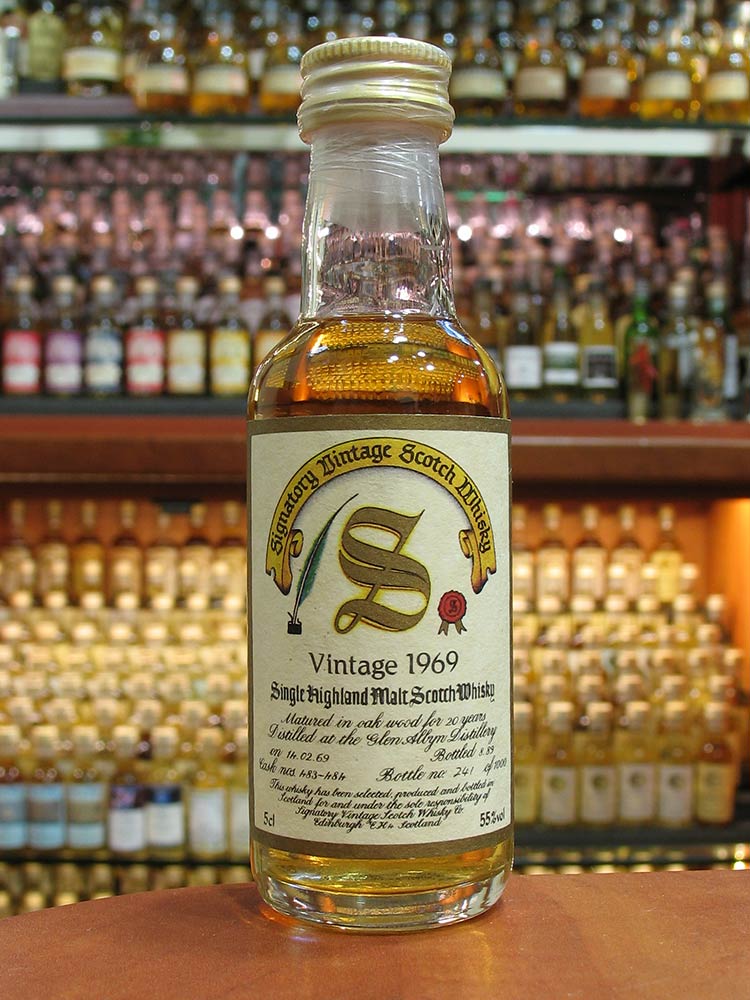 Signatory Vintage Scotch Whisky
S
S
Vintage 1969
Single Highland Malt Scotch Whisky
Matured in oak wood for 20 years
Distilled at the Glen Albyn Distillery
on 14.02.69 Bottled 8.89
Cask nos 483-484 Bottle no. 241 of 1000
This whisky has been selected, produced and bottled in
Scotland for and under the sole responsibility of
Signatory Vintage Scotch Whisky Co.
Edinburgh Scotland
5cl 55%vol